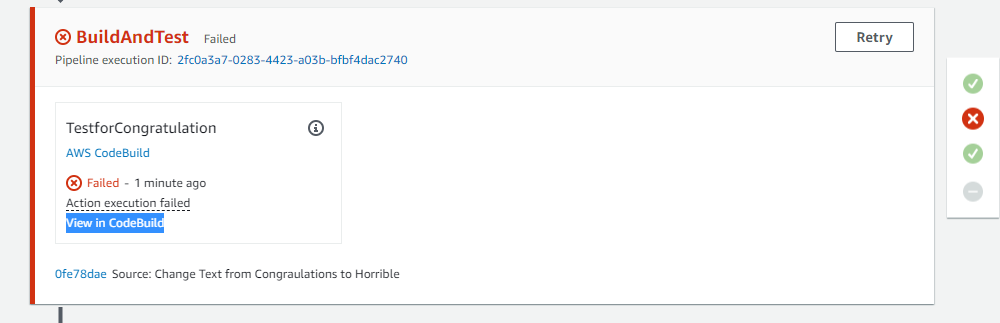 BuildAndTest Failed
Retry
Pipeline execution ID: 2fc0a3a7-0283-4423-a03b-bfbf4dac2740
TestforCongratulation
AWS CodeBuild
Failed - 1 minute ago
Action execution failed
View in CodeBuild
0fe78dae Source: Change Text from Congraulations to Horrible